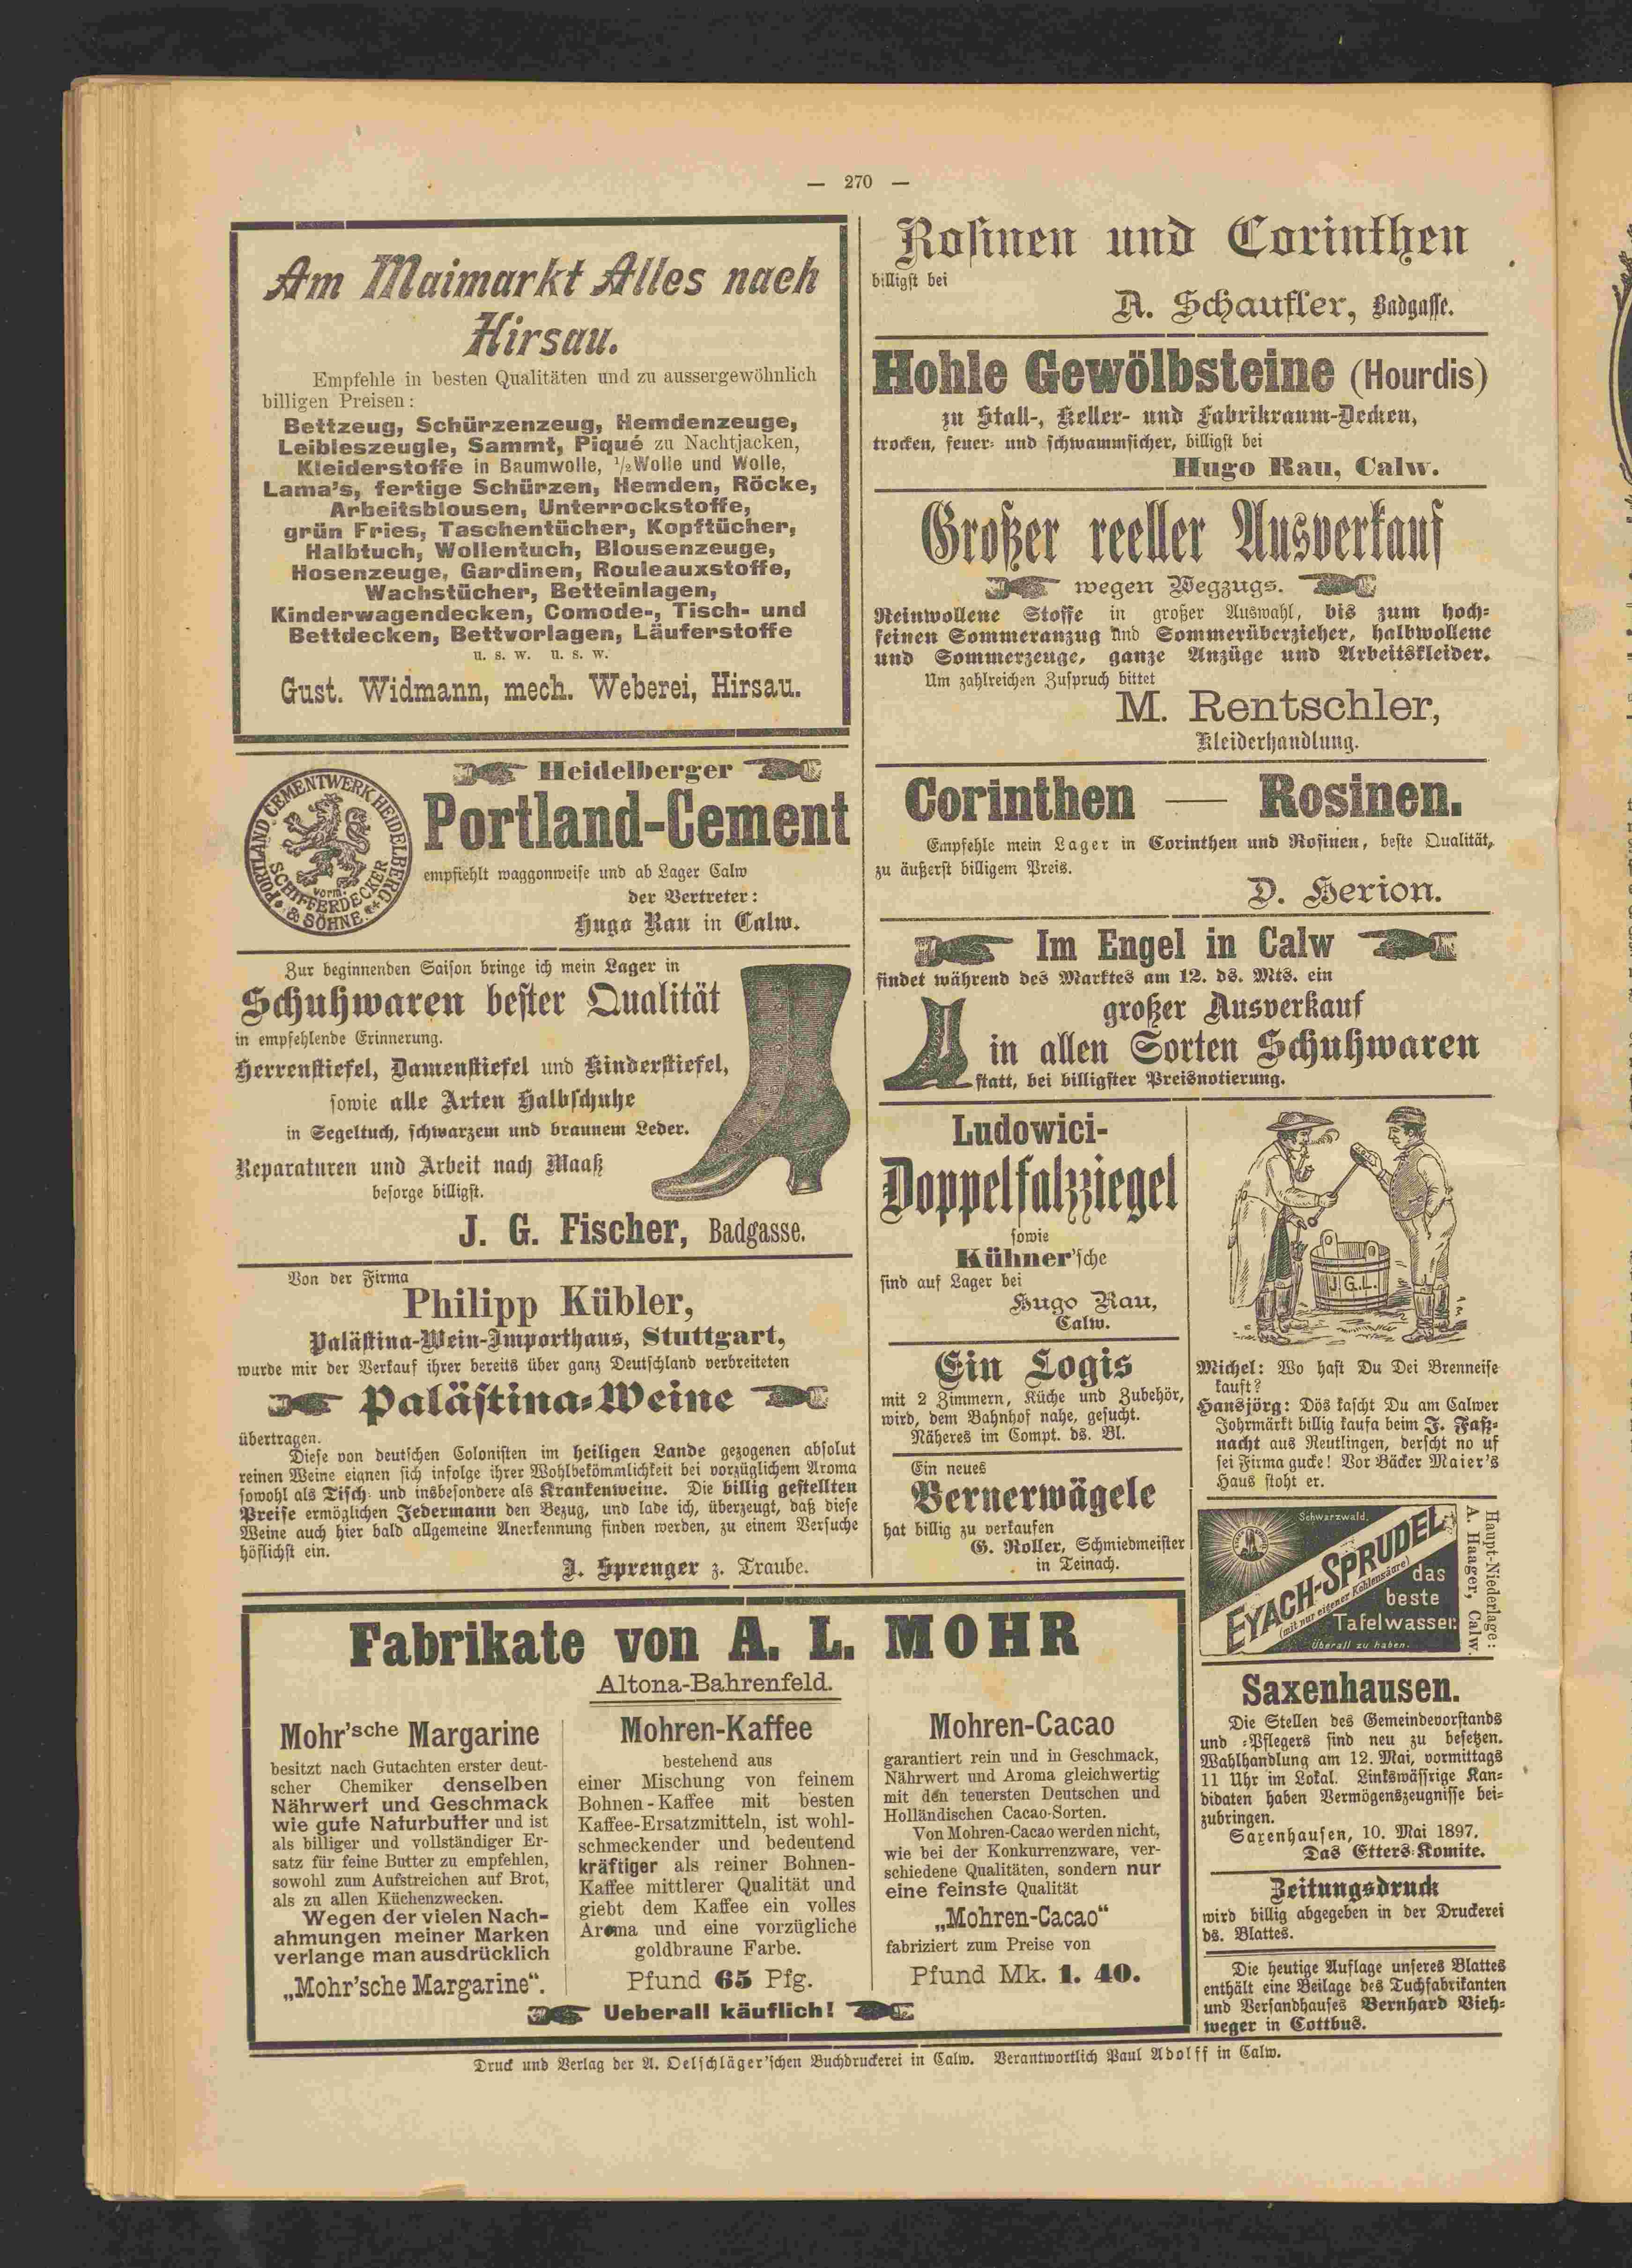 — 270 —
Am Maimarkt Alles nach
Hirsau.
Empfehle in besten Qualitäten und zu aussergewöhnlich
billigen Preisen:
Bettzeug, Schürzenzeug, Hemdenzeuge,
Leibleszeugle, Sammt, Piqué zu Nachtjacken,
Kleiderstoffe in Baumwolle, ½ Wolle und Wolle,
Lama's, fertige Schürzen, Hemden, Röcke,
Arbeitsblousen, Unterrockstoffe,
grün Fries, Taschentücher, Kopftücher,
Halbtuch, Wollentuch, Blousenzeuge,
Hosenzeuge, Gardinen, Rouleauxstoffe,
Wachstücher, Betteinlagen,
Kinderwagendecken, Comode-, Tisch- und
Bettdecken, Bettvorlagen, Läuferstoffe
u. s. w. u. s. w.
Gust. Widmann, mech. Weberei, Hirsau.
PORTLAND-CEMENTWERK HEIDELBERG
vorm.
SCHIFFERDECKER
& SÖHNE
Heidelberger
Portland-Cement
empfiehlt waggonweise und ab Lager Calw
der Vertreter:
Hugo Rau in Calw.
Zur beginnenden Saison bringe ich mein Lager in
Schuhwaren bester Qualität
in empfehlende Erinnerung.
Herrenstiefel, Damenstiefel und Kinderstiefel,
sowie alle Arten Halbschuhe
in Segeltuch, schwarzem und braunem Leder.
Reparaturen und Arbeit nach Maaß
besorge billigst.
J. G. Fischer, Badgasse.
Von der Firma
Philipp Kübler,
Palästina-Wein-Importhaus, Stuttgart,
wurde mir der Verkauf ihrer bereits über ganz Deutschland verbreiteten
Palästina-Weine
übertragen.
Diese von deutschen Colonisten im heiligen Lande gezogenen absolut
reinen Weine eignen sich infolge ihrer Wohlbekömmlichkeit bei vorzüglichem Aroma
sowohl als Tisch- und insbesondere als Krankenweine. Die billig gestellten
Preise ermöglichen Jedermann den Bezug, und lade ich, überzeugt, daß diese
Weine auch hier bald allgemeine Anerkennung finden werden, zu einem Versuche
höflichst ein.
J. Sprenger z. Traube.
Rosinen und Corinthen
billigst bei
A. Schaufler, Badgasse.
Hohle Gewölbsteine (Hourdis)
zu Stall-, Keller- und Fabrikraum-Decken,
trocken, feuer- und schwammsicher, billigst bei
Hugo Rau, Calw.
Großer reeller Ausverkauf
wegen Wegzugs.
Reinwollene Stoffe in großer Auswahl, bis zum hoch-
feinen Sommeranzug und Sommerüberzieher, halbwollene
und Sommerzeuge, ganze Anzüge und Arbeitskleider.
Um zahlreichen Zuspruch bittet
M. Rentschler,
Kleiderhandlung.
Corinthen — Rosinen.
Empfehle mein Lager in Corinthen und Rosinen, beste Qualität,
zu äußerst billigem Preis.
D. Herion.
Im Engel in Calw
findet während des Marktes am 12. ds. Mts. ein
großer Ausverkauf
in allen Sorten Schuhwaren
statt, bei billigster Preisnotierung.
Ludowici-
Doppelfalzziegel
sowie
Kühner'sche
sind auf Lager bei
Hugo Rau,
Calw.
Ein Logis
mit 2 Zimmern, Küche und Zubehör,
wird, dem Bahnhof nahe, gesucht.
Näheres im Compt. ds. Bl.
Ein neues
Bernerwägele
hat billig zu verkaufen
G. Roller, Schmiedmeister
in Teinach.
J.G.L.
Michel: Wo hast Du Dei Brenneise
kauft?
Hansjörg: Dös kascht Du am Calwer
Johrmärkt billig kaufa beim J. Faß-
nacht aus Reutlingen, derscht no uf
sei Firma gucke! Vor Bäcker Maier's
Haus stoht er.
Schwarzwald.
EYACH-SPRUDEL
(mit nur eigener Kohlensäure)
das
beste
Tafelwasser.
Überall zu haben.
Haupt-Niederlage:
A. Haager, Calw.
Saxenhausen.
Die Stellen des Gemeindevorstands
und -Pflegers sind neu zu besetzen.
Wahlhandlung am 12. Mai, vormittags
11 Uhr im Lokal. Linkswässrige Kan-
didaten haben Vermögenszeugnisse bei-
zubringen.
Saxenhausen, 10. Mai 1897.
Das Etters-Komite.
Zeitungsdruck
wird billig abgegeben in der Druckerei
ds. Blattes.
Die heutige Auflage unseres Blattes
enthält eine Beilage des Tuchfabrikanten
und Versandhauses Bernhard Vieh-
weger in Cottbus.
Fabrikate von A. L. MOHR
Altona-Bahrenfeld.
Mohr'sche Margarine
besitzt nach Gutachten erster deut-
scher Chemiker denselben
Nährwert und Geschmack
wie gute Naturbutter und ist
als billiger und vollständiger Er-
satz für feine Butter zu empfehlen,
sowohl zum Aufstreichen auf Brot,
als zu allen Küchenzwecken.
Wegen der vielen Nach-
ahmungen meiner Marken
verlange man ausdrücklich
„Mohr'sche Margarine“.
Mohren-Kaffee
bestehend aus
einer Mischung von feinem
Bohnen-Kaffee mit besten
Kaffee-Ersatzmitteln, ist wohl-
schmeckender und bedeutend
kräftiger als reiner Bohnen-
Kaffee mittlerer Qualität und
giebt dem Kaffee ein volles
Aroma und eine vorzügliche
goldbraune Farbe.
Pfund 65 Pfg.
Mohren-Cacao
garantiert rein und in Geschmack,
Nährwert und Aroma gleichwertig
mit den teuersten Deutschen und
Holländischen Cacao-Sorten.
Von Mohren-Cacao werden nicht,
wie bei der Konkurrenzware, ver-
schiedene Qualitäten, sondern nur
eine feinste Qualität
„Mohren-Cacao“
fabriziert zum Preise von
Pfund Mk. 1. 40.
Ueberall käuflich!
Druck und Verlag der A. Oelschläger'schen Buchdruckerei in Calw. Verantwortlich Paul Adolff in Calw.